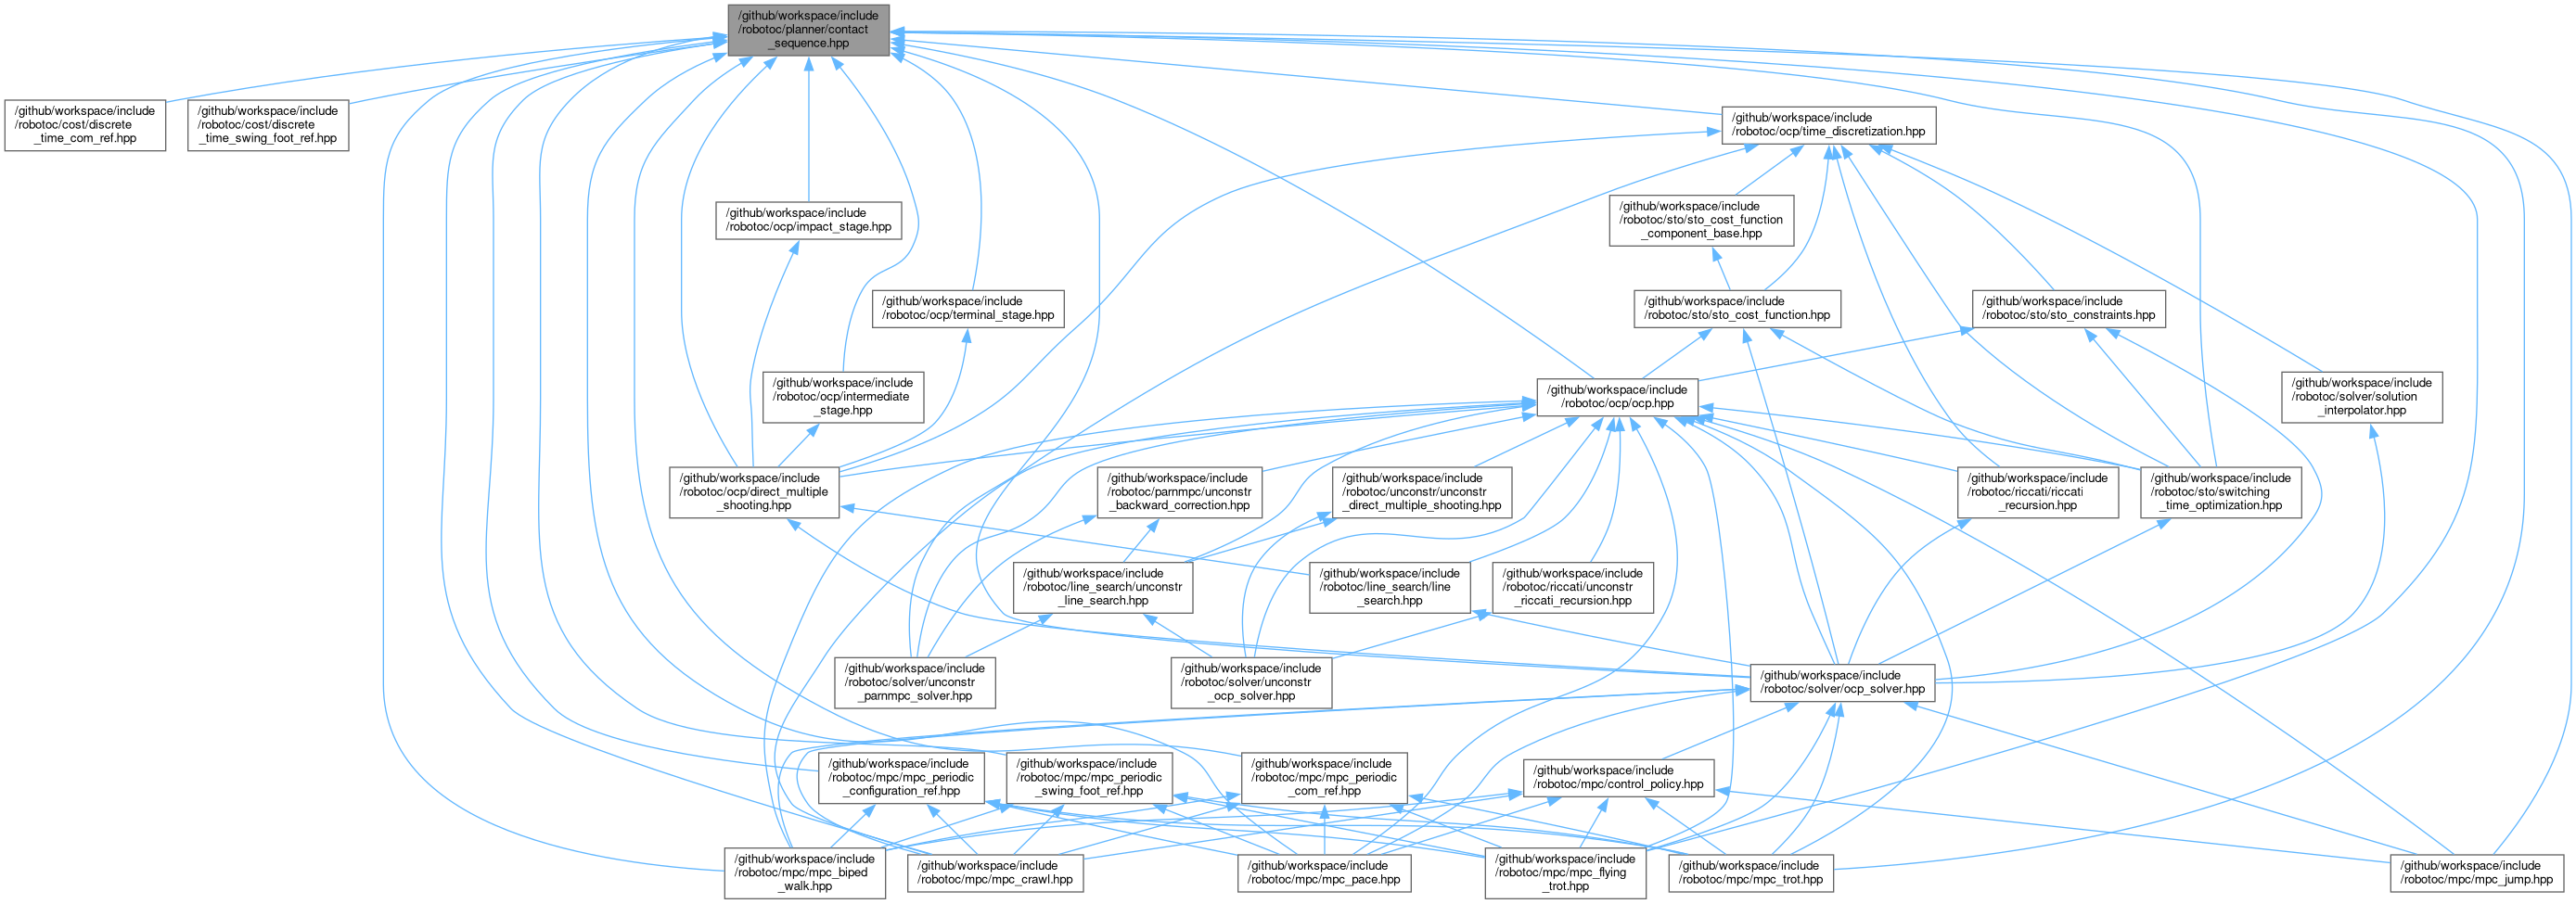 /github/workspace/include
/robotoc/planner/contact
_sequence.hpp
/github/workspace/include
/robotoc/cost/discrete
_time_com_ref.hpp
/github/workspace/include
/robotoc/cost/discrete
_time_swing_foot_ref.hpp
/github/workspace/include
/robotoc/ocp/time_discretization.hpp
/github/workspace/include
/robotoc/ocp/impact_stage.hpp
/github/workspace/include
/robotoc/sto/sto_cost_function
_component_base.hpp
/github/workspace/include
/robotoc/ocp/terminal_stage.hpp
/github/workspace/include
/robotoc/sto/sto_cost_function.hpp
/github/workspace/include
/robotoc/sto/sto_constraints.hpp
/github/workspace/include
/robotoc/ocp/intermediate
_stage.hpp
/github/workspace/include
/robotoc/ocp/ocp.hpp
/github/workspace/include
/robotoc/solver/solution
_interpolator.hpp
/github/workspace/include
/robotoc/ocp/direct_multiple
_shooting.hpp
/github/workspace/include
/robotoc/parnmpc/unconstr
_backward_correction.hpp
/github/workspace/include
/robotoc/unconstr/unconstr
_direct_multiple_shooting.hpp
/github/workspace/include
/robotoc/riccati/riccati
_recursion.hpp
/github/workspace/include
/robotoc/sto/switching
_time_optimization.hpp
/github/workspace/include
/robotoc/line_search/unconstr
_line_search.hpp
/github/workspace/include
/robotoc/line_search/line
_search.hpp
/github/workspace/include
/robotoc/riccati/unconstr
_riccati_recursion.hpp
/github/workspace/include
/robotoc/solver/unconstr
_parnmpc_solver.hpp
/github/workspace/include
/robotoc/solver/unconstr
_ocp_solver.hpp
/github/workspace/include
/robotoc/solver/ocp_solver.hpp
/github/workspace/include
/robotoc/mpc/mpc_periodic
_configuration_ref.hpp
/github/workspace/include
/robotoc/mpc/mpc_periodic
_swing_foot_ref.hpp
/github/workspace/include
/robotoc/mpc/mpc_periodic
_com_ref.hpp
/github/workspace/include
/robotoc/mpc/control_policy.hpp
/github/workspace/include
/robotoc/mpc/mpc_biped
_walk.hpp
/github/workspace/include
/robotoc/mpc/mpc_crawl.hpp
/github/workspace/include
/robotoc/mpc/mpc_pace.hpp
/github/workspace/include
/robotoc/mpc/mpc_flying
_trot.hpp
/github/workspace/include
/robotoc/mpc/mpc_trot.hpp
/github/workspace/include
/robotoc/mpc/mpc_jump.hpp